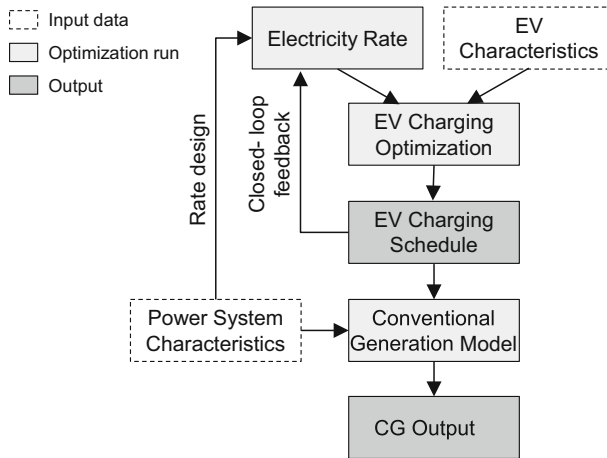 Input data
Optimization run
Output
Electricity Rate
EV
Characteristics
EV Charging
Optimization
Rate design
Closed- loop
feedback
EV Charging
Schedule
Power System
Characteristics
Conventional
Generation Model
CG Output